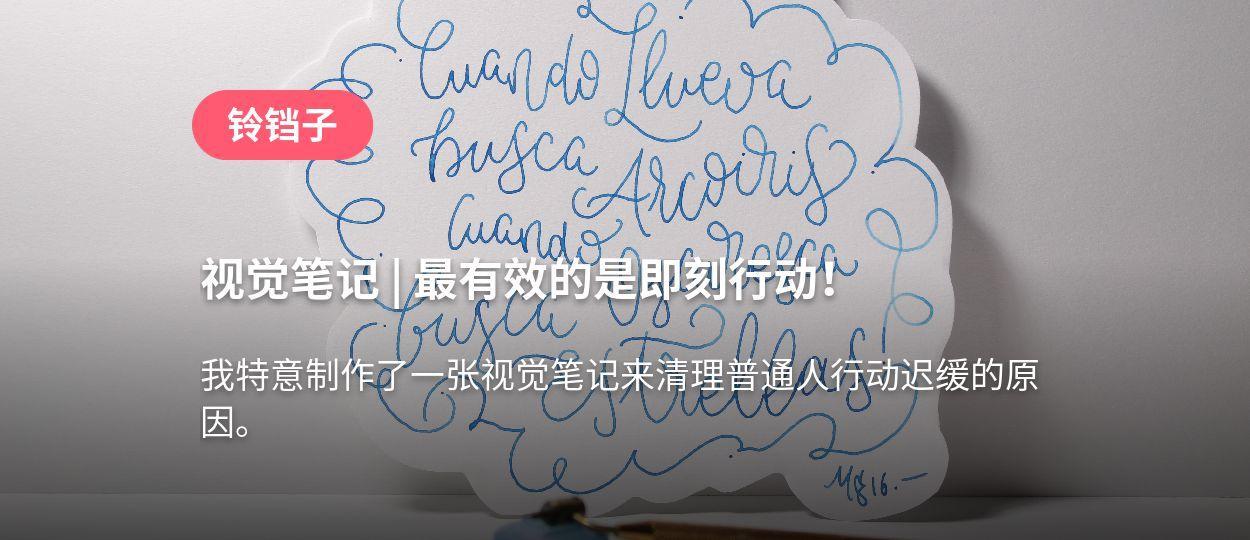 Cuando Llueva
铃铛子
busca Arcoiris
Cuando oscurezca
视觉笔记 | 最有效的是即刻行动！
busca
Estrellas!
我特意制作了一张视觉笔记来清理普通人行动迟缓的原
因。